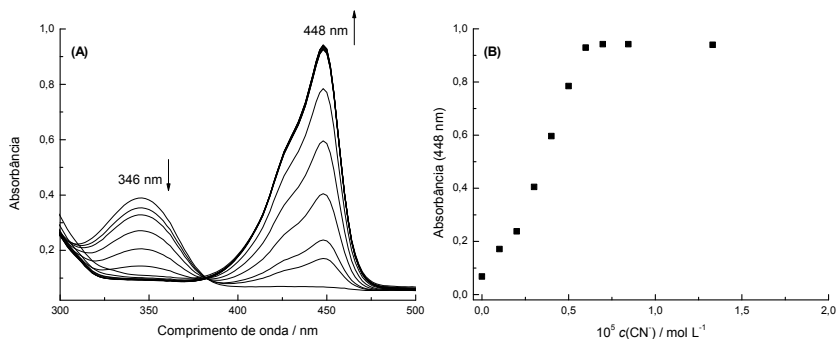 (A)
448 nm
346 nm
Absorbância
1,0
0,8
0,6
0,4
0,2
300
350
400
450
500
Comprimento de onda / nm
(B)
Absorbância (448 nm)
1,0
0,8
0,6
0,4
0,2
0,0
0,0
0,5
1,0
1,5
2,0
10⁵ c(CN⁻) / mol L⁻¹